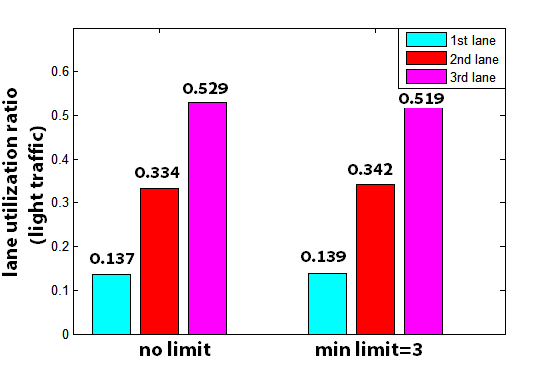 1st lane
2nd lane
3rd lane
lane utilization ratio
(light traffic)
0.6
0.5
0.4
0.3
0.2
0.1
0
0.137
0.334
0.529
0.139
0.342
0.519
no limit
min limit=3